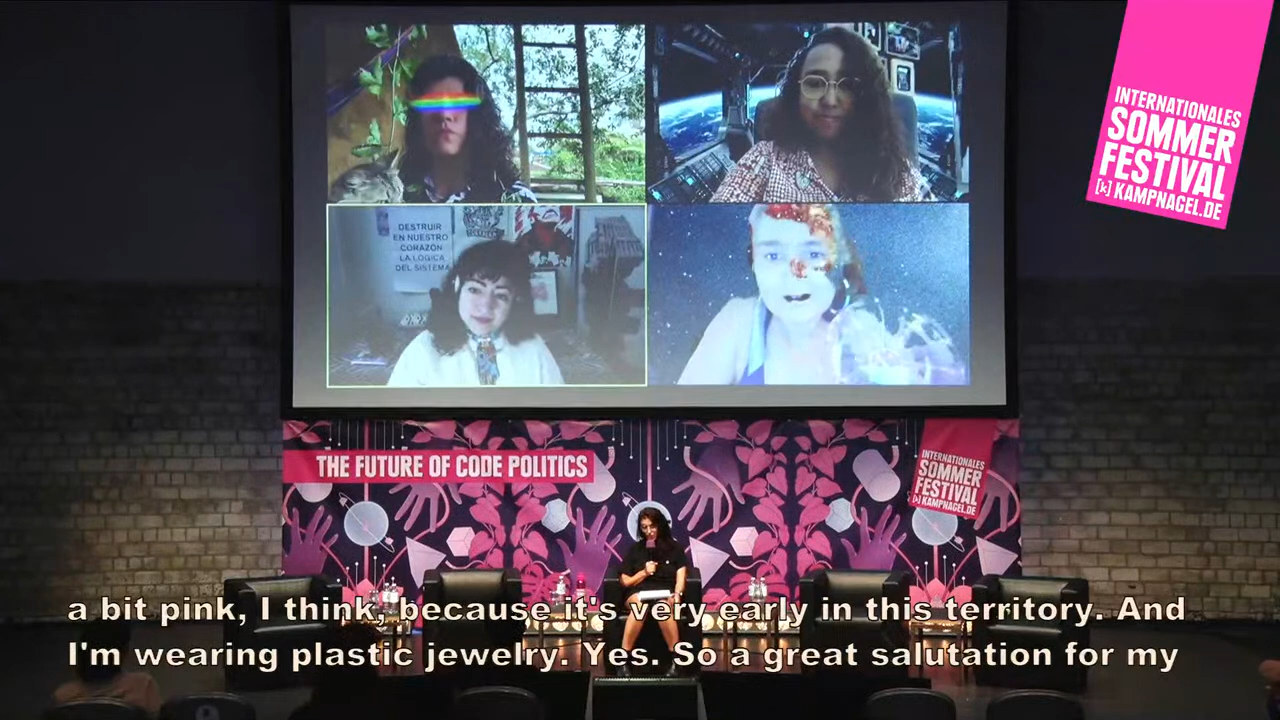 DESTRUIR
EN NUESTRO
CORAZÓN
LA LÓGICA
DEL SISTEMA
INTERNATIONALES
SOMMER
FESTIVAL
[k] KAMPNAGEL.DE
THE FUTURE OF CODE POLITICS
INTERNATIONALES
SOMMER
FESTIVAL
[k] KAMPNAGEL.DE
a bit pink, I think, because it's very early in this territory. And
I'm wearing plastic jewelry. Yes. So a great salutation for my